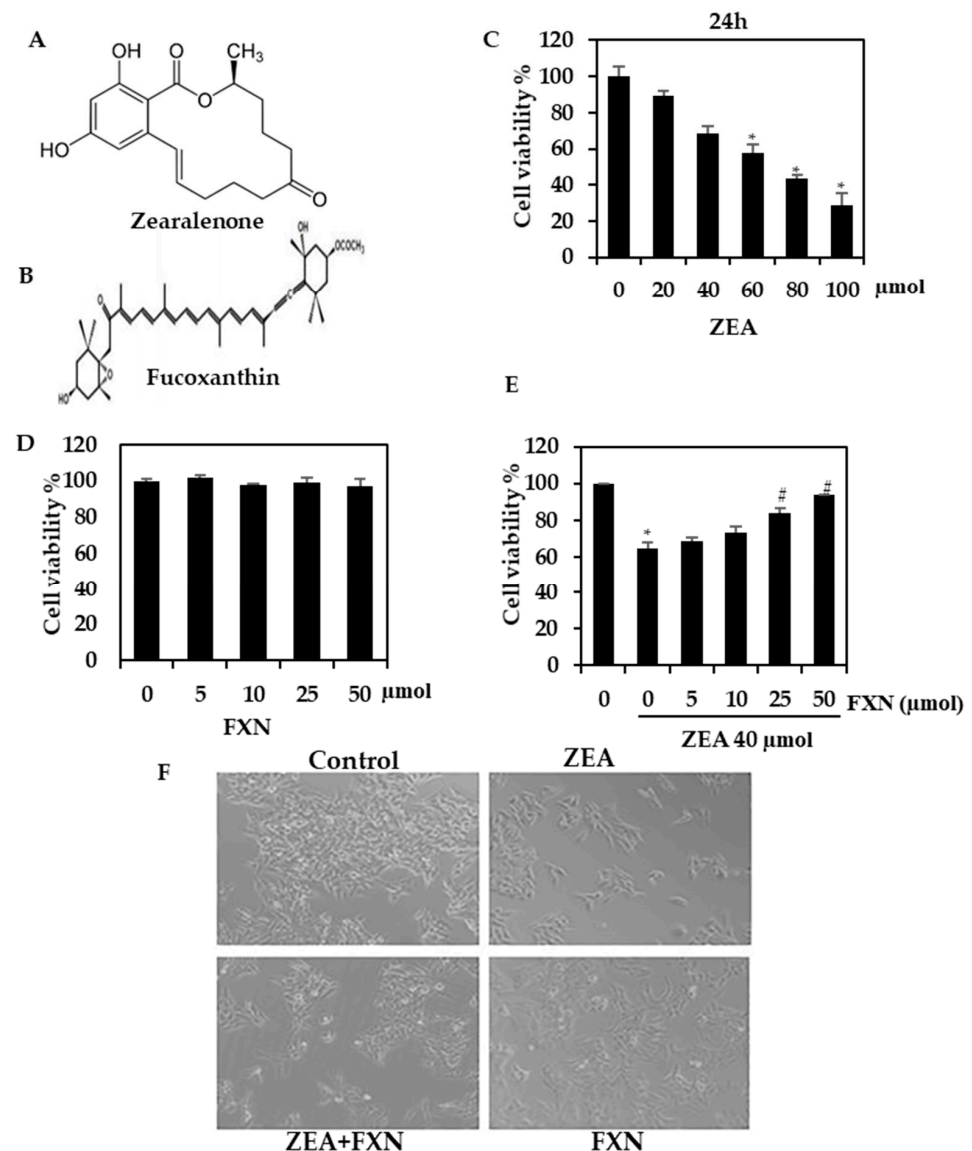 A
OH
O
CH3
O
HO
O
Zearalenone
B
OH
OCOCH3
C
O
O
HO
Fucoxanthin
C
24h
Cell viability %
120
100
80
60
40
20
0
*
*
*
0 20 40 60 80 100 µmol
ZEA
D
Cell viability %
120
100
80
60
40
20
0
0 5 10 25 50 µmol
FXN
E
Cell viability %
120
100
80
60
40
20
0
*
#
#
0 0 5 10 25 50 FXN (µmol)
ZEA 40 µmol
F
Control ZEA
ZEA+FXN FXN